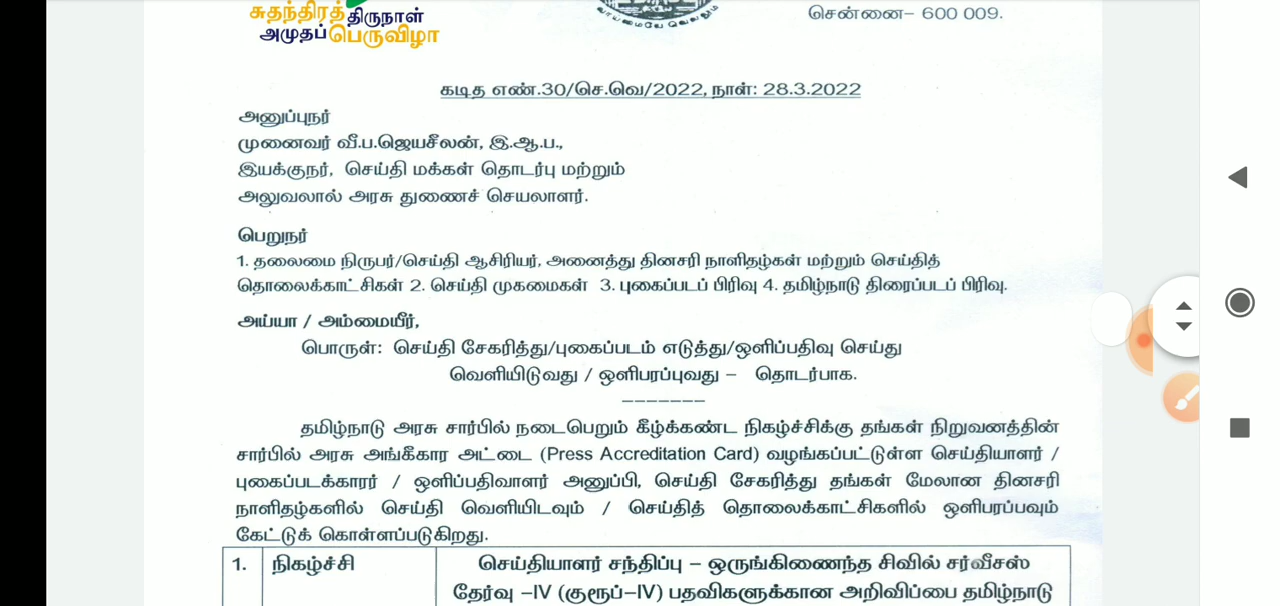 சுதந்திரத் திருநாள்
அமுதப் பெருவிழா
வாய்மையே வெல்லும்
சென்னை– 600 009.
கடித எண்.30/செ.வெ/2022, நாள்: 28.3.2022
அனுப்புநர்
முனைவர் வீ.ப.ஜெயசீலன், இ.ஆ.ப.,
இயக்குநர், செய்தி மக்கள் தொடர்பு மற்றும்
அலுவலால் அரசு துணைச் செயலாளர்.
பெறுநர்
1. தலைமை நிருபர்/செய்தி ஆசிரியர், அனைத்து தினசரி நாளிதழ்கள் மற்றும் செய்தித்
தொலைக்காட்சிகள் 2. செய்தி முகமைகள் 3. புகைப்படப் பிரிவு 4. தமிழ்நாடு திரைப்படப் பிரிவு.
அய்யா / அம்மையீர்,
பொருள்: செய்தி சேகரித்து/புகைப்படம் எடுத்து/ஒளிப்பதிவு செய்து
வெளியிடுவது / ஒளிபரப்புவது – தொடர்பாக.
-------
தமிழ்நாடு அரசு சார்பில் நடைபெறும் கீழ்க்கண்ட நிகழ்ச்சிக்கு தங்கள் நிறுவனத்தின்
சார்பில் அரசு அங்கீகார அட்டை (Press Accreditation Card) வழங்கப்பட்டுள்ள செய்தியாளர் /
புகைப்படக்காரர் / ஒளிப்பதிவாளர் அனுப்பி, செய்தி சேகரித்து தங்கள் மேலான தினசரி
நாளிதழ்களில் செய்தி வெளியிடவும் / செய்தித் தொலைக்காட்சிகளில் ஒளிபரப்பவும்
கேட்டுக் கொள்ளப்படுகிறது.
1. நிகழ்ச்சி செய்தியாளர் சந்திப்பு – ஒருங்கிணைந்த சிவில் சர்வீசஸ்
தேர்வு –IV (குரூப்–IV) பதவிகளுக்கான அறிவிப்பை தமிழ்நாடு